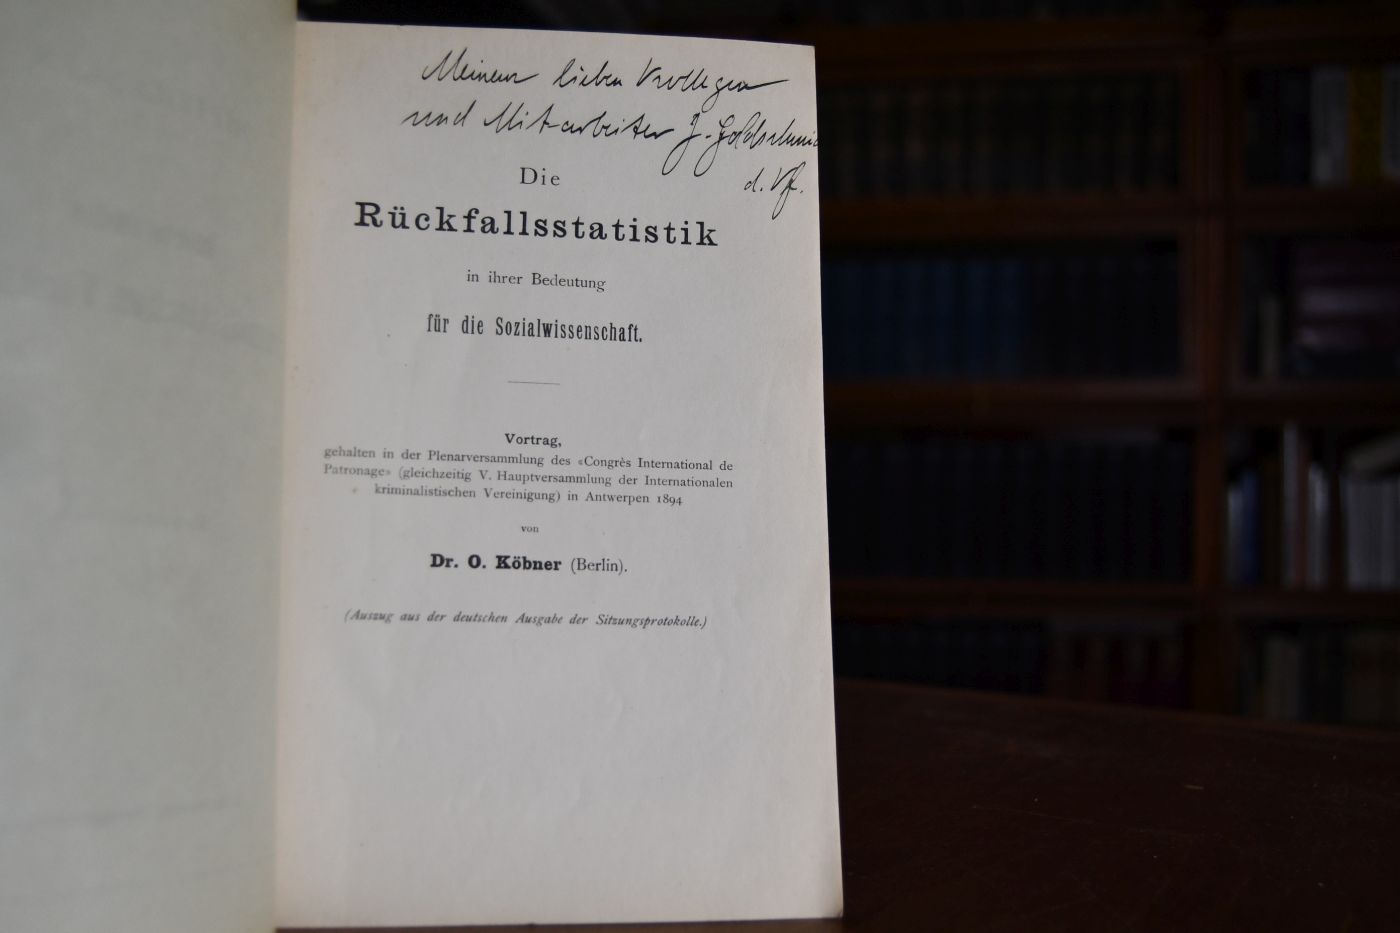 Meinem lieben Kollegen
und Mitarbeiter J. Goldschmid
d. Vf.
Die
Rückfallsstatistik
in ihrer Bedeutung
für die Sozialwissenschaft.
Vortrag,
gehalten in der Plenarversammlung des «Congrès International de
Patronage» (gleichzeitig V. Hauptversammlung der Internationalen
kriminalistischen Vereinigung) in Antwerpen 1894
von
Dr. O. Köbner (Berlin).
(Auszug aus der deutschen Ausgabe der Sitzungsprotokolle.)